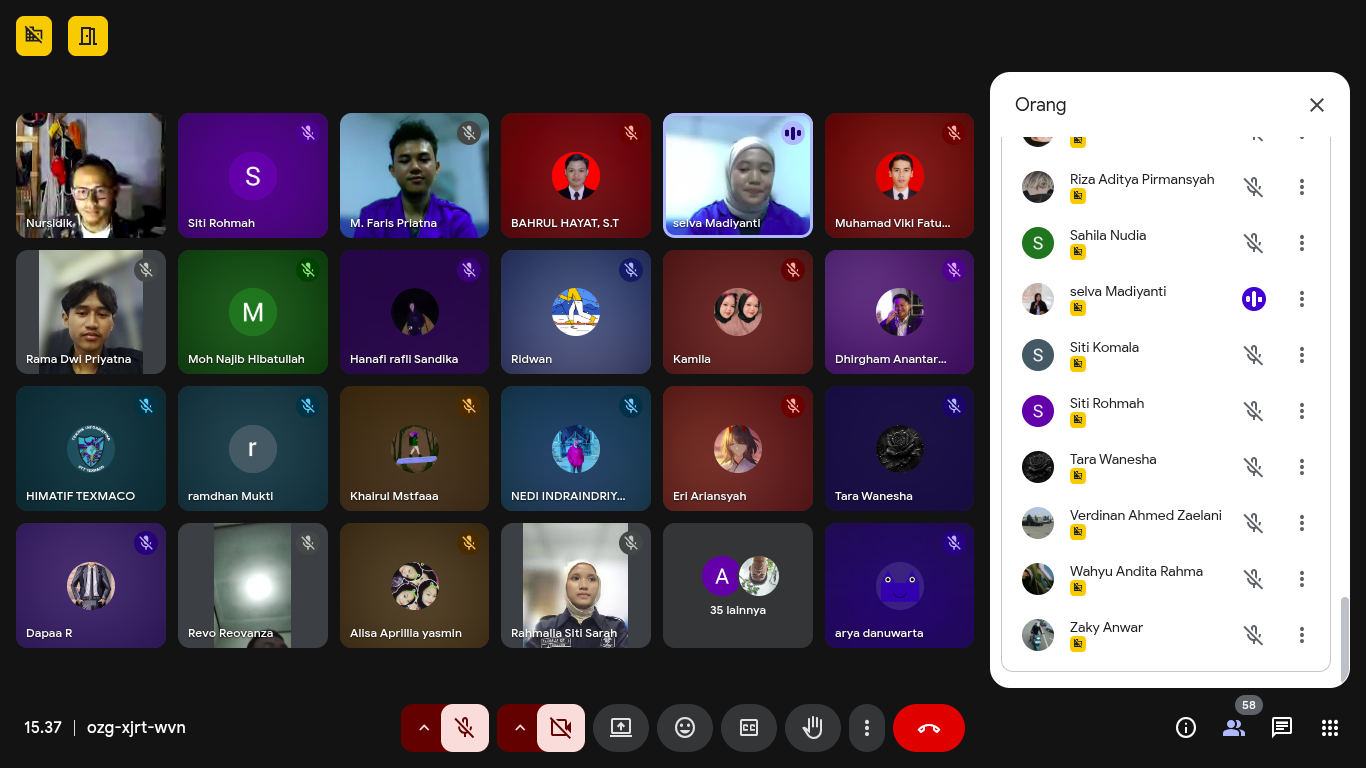 Nursidik
S
Siti Rohmah
M. Faris Priatna
BAHRUL HAYAT, S.T
selva Madiyanti
Muhamad Viki Fatu...
Rama Dwi Priyatna
M
Moh Najib Hibatullah
Hanafi rafli Sandika
Ridwan
Kamila
Dhirgham Anantar...
HIMATIF TEXMACO
r
ramdhan Mukti
Khairul Mstfaaa
NEDI INDRAINDRIY...
Eri Ariansyah
Tara Wanesha
Dapaa R
Revo Reovanza
Alisa Aprillia yasmin
Rahmalia Siti Sarah
A
35 lainnya
arya danuwarta
Orang
Riza Aditya Pirmansyah
S
Sahila Nudia
selva Madiyanti
S
Siti Komala
S
Siti Rohmah
Tara Wanesha
Verdinan Ahmed Zaelani
Wahyu Andita Rahma
Zaky Anwar
15.37 | ozg-xjrt-wvn
CC
58